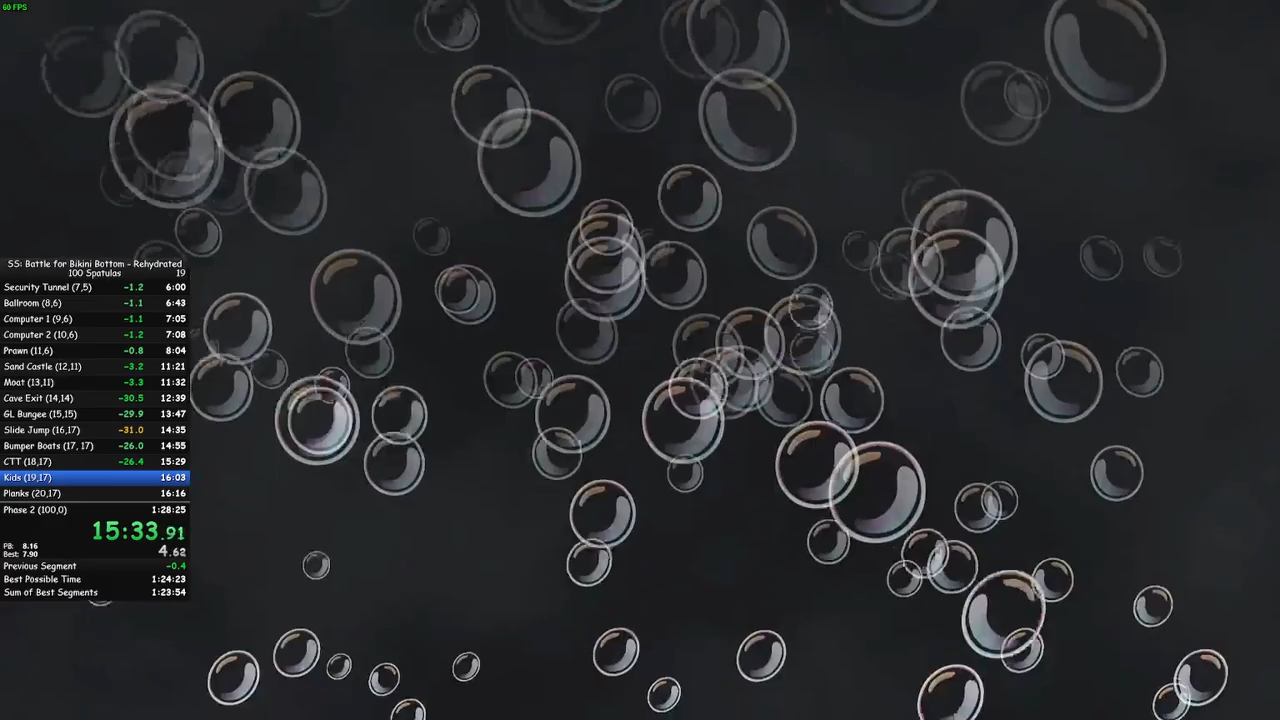 60 FPS
SS: Battle for Bikini Bottom - Rehydrated
100 Spatulas 19
Security Tunnel (7,5) -1.2 6:00
Ballroom (8,6) -1.1 6:43
Computer 1 (9,6) -1.1 7:05
Computer 2 (10,6) -1.2 7:08
Prawn (11,6) -0.8 8:04
Sand Castle (12,11) -3.2 11:21
Moat (13,11) -3.3 11:32
Cave Exit (14,14) -30.5 12:39
GL Bungee (15,15) -29.9 13:47
Slide Jump (16,17) -31.0 14:35
Bumper Boats (17, 17) -26.0 14:55
CTT (18,17) -26.4 15:29
Kids (19,17) 16:03
Planks (20,17) 16:16
Phase 2 (100,0) 1:28:25
15:33.91
PB: 8.16 4.62
Best: 7.90
Previous Segment -0.4
Best Possible Time 1:24:23
Sum of Best Segments 1:23:54